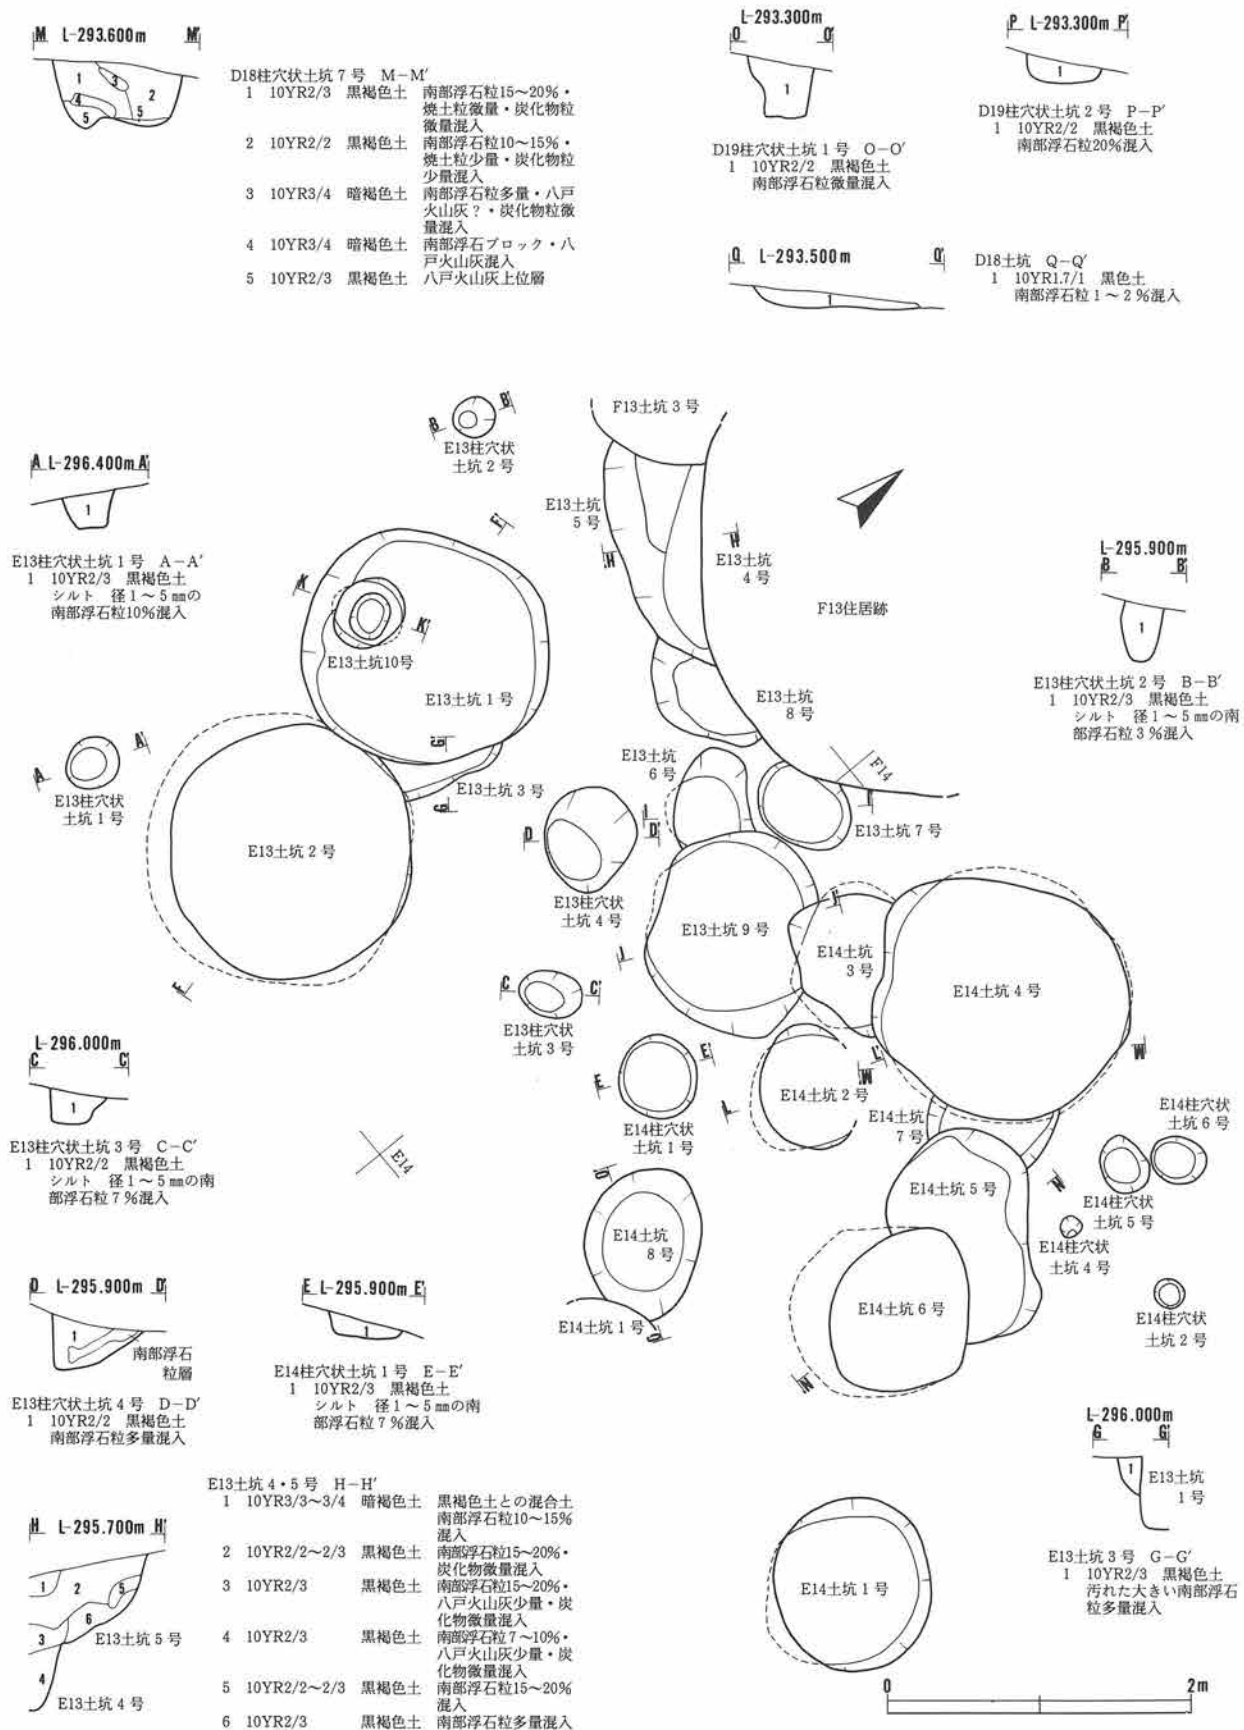 M L-293.600m M′
1
3
2
4
5
5
D18柱穴状土坑7号 M-M′
1 10YR2/3 黒褐色土 南部浮石粒15~20%・
焼土粒微量・炭化物粒
微量混入
2 10YR2/2 黒褐色土 南部浮石粒10~15%・
焼土粒少量・炭化物粒
少量混入
3 10YR3/4 暗褐色土 南部浮石粒多量・八戸
火山灰?・炭化物粒微
量混入
4 10YR3/4 暗褐色土 南部浮石ブロック・八
戸火山灰混入
5 10YR2/3 黒褐色土 八戸火山灰上位層
L-293.300m
O O′
1
D19柱穴状土坑1号 O-O′
1 10YR2/2 黒褐色土
南部浮石粒微量混入
P L-293.300m P′
1
D19柱穴状土坑2号 P-P′
1 10YR2/2 黒褐色土
南部浮石粒20%混入
Q L-293.500m Q′
1
D18土坑 Q-Q′
1 10YR1.7/1 黒色土
南部浮石粒1~2%混入
A L-296.400m A′
1
E13柱穴状土坑1号 A-A′
1 10YR2/3 黒褐色土
シルト 径1~5㎜の
南部浮石粒10%混入
B B′
E13柱穴状
土坑2号
F13土坑3号
E13土坑
5号
H H′
E13土坑
4号
F13住居跡
F′
K K′
E13土坑10号
E13土坑1号
G′
E13土坑3号
G
A A′
E13柱穴状
土坑1号
E13土坑2号
F
E13土坑
8号
F14
E13土坑
6号
I I′
E13土坑7号
D D′
E13柱穴状
土坑4号
E13土坑9号
J J′
E14土坑
3号
E14土坑4号
C C′
E13柱穴状
土坑3号
E E′
E14柱穴状
土坑1号
L L′
E14土坑2号
M M′
E14土坑
7号
E14柱穴状
土坑6号
E14柱穴状
土坑5号
E14柱穴状
土坑4号
E14柱穴状
土坑2号
E14土坑5号
N N′
E14土坑6号
E14
O′
E14土坑
8号
E14土坑1号
O
L-295.900m
B B′
1
E13柱穴状土坑2号 B-B′
1 10YR2/3 黒褐色土
シルト 径1~5㎜の南
部浮石粒3%混入
L-296.000m
C C′
1
E13柱穴状土坑3号 C-C′
1 10YR2/2 黒褐色土
シルト 径1~5㎜の南
部浮石粒7%混入
D L-295.900m D′
1
南部浮石
粒層
E13柱穴状土坑4号 D-D′
1 10YR2/2 黒褐色土
南部浮石粒多量混入
E L-295.900m E′
1
E14柱穴状土坑1号 E-E′
1 10YR2/3 黒褐色土
シルト 径1~5㎜の南
部浮石粒7%混入
H L-295.700m H′
1
2
5
6
3
E13土坑5号
4
E13土坑4号
E13土坑4・5号 H-H′
1 10YR3/3~3/4 暗褐色土 黒褐色土との混合土
南部浮石粒10~15%
混入
2 10YR2/2~2/3 黒褐色土 南部浮石粒15~20%・
炭化物微量混入
3 10YR2/3 黒褐色土 南部浮石粒15~20%・
八戸火山灰少量・炭
化物微量混入
4 10YR2/3 黒褐色土 南部浮石粒7~10%・
八戸火山灰少量・炭
化物微量混入
5 10YR2/2~2/3 黒褐色土 南部浮石粒15~20%
混入
6 10YR2/3 黒褐色土 南部浮石粒多量混入
L-296.000m
G G′
1
E13土坑
1号
E13土坑3号 G-G′
1 10YR2/3 黒褐色土
汚れた大きい南部浮石
粒多量混入
E14土坑1号
0 2m